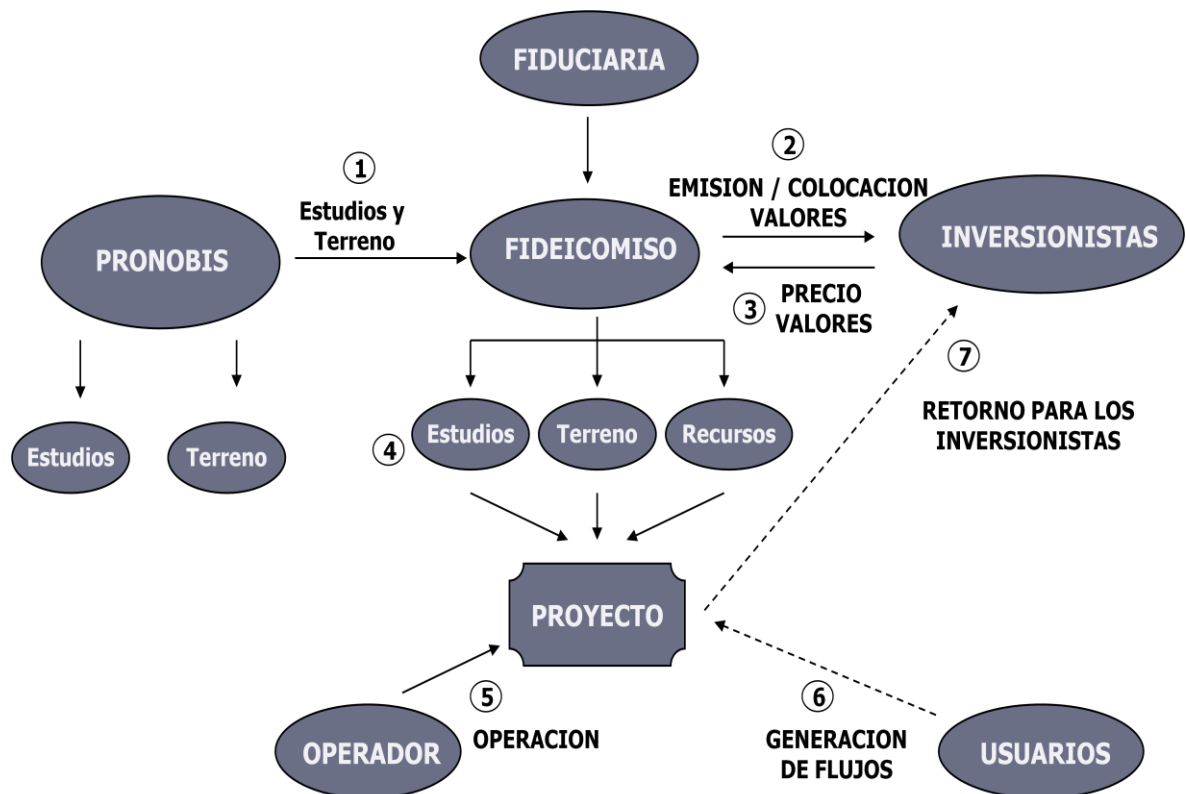 FIDUCIARIA
1
Estudios y
Terreno
2
EMISION / COLOCACION
VALORES
PRONOBIS
FIDEICOMISO
INVERSIONISTAS
3
PRECIO
VALORES
7
RETORNO PARA LOS
INVERSIONISTAS
Estudios
Terreno
4
Estudios
Terreno
Recursos
PROYECTO
5
OPERACION
OPERADOR
6
GENERACION
DE FLUJOS
USUARIOS